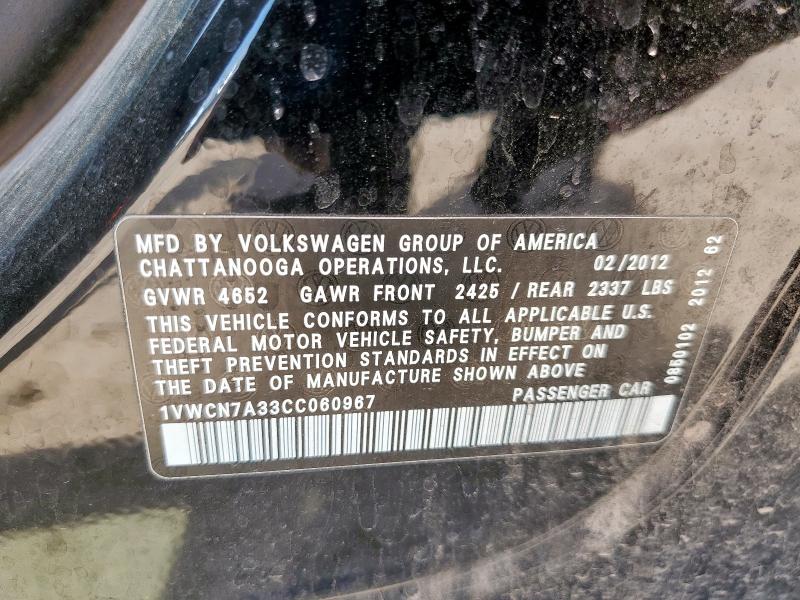 MFD BY VOLKSWAGEN GROUP OF AMERICA
CHATTANOOGA OPERATIONS, LLC. 02/2012
GVWR 4652 GAWR FRONT 2425 / REAR 2337 LBS
THIS VEHICLE CONFORMS TO ALL APPLICABLE U.S.
FEDERAL MOTOR VEHICLE SAFETY, BUMPER AND
THEFT PREVENTION STANDARDS IN EFFECT ON
THE DATE OF MANUFACTURE SHOWN ABOVE
1VWCN7A33CC060967 PASSENGER CAR
0850102 2012 62